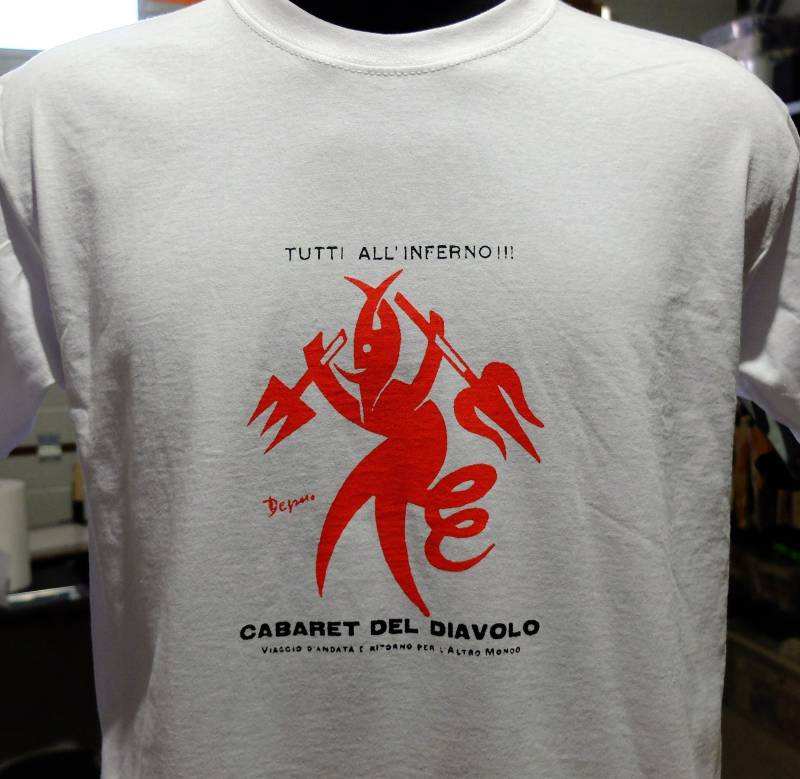 TUTTI ALL'INFERNO!!!
Depero
CABARET DEL DIAVOLO
VIAGGIO D'ANDATA E RITORNO PER L'ALTRO MONDO